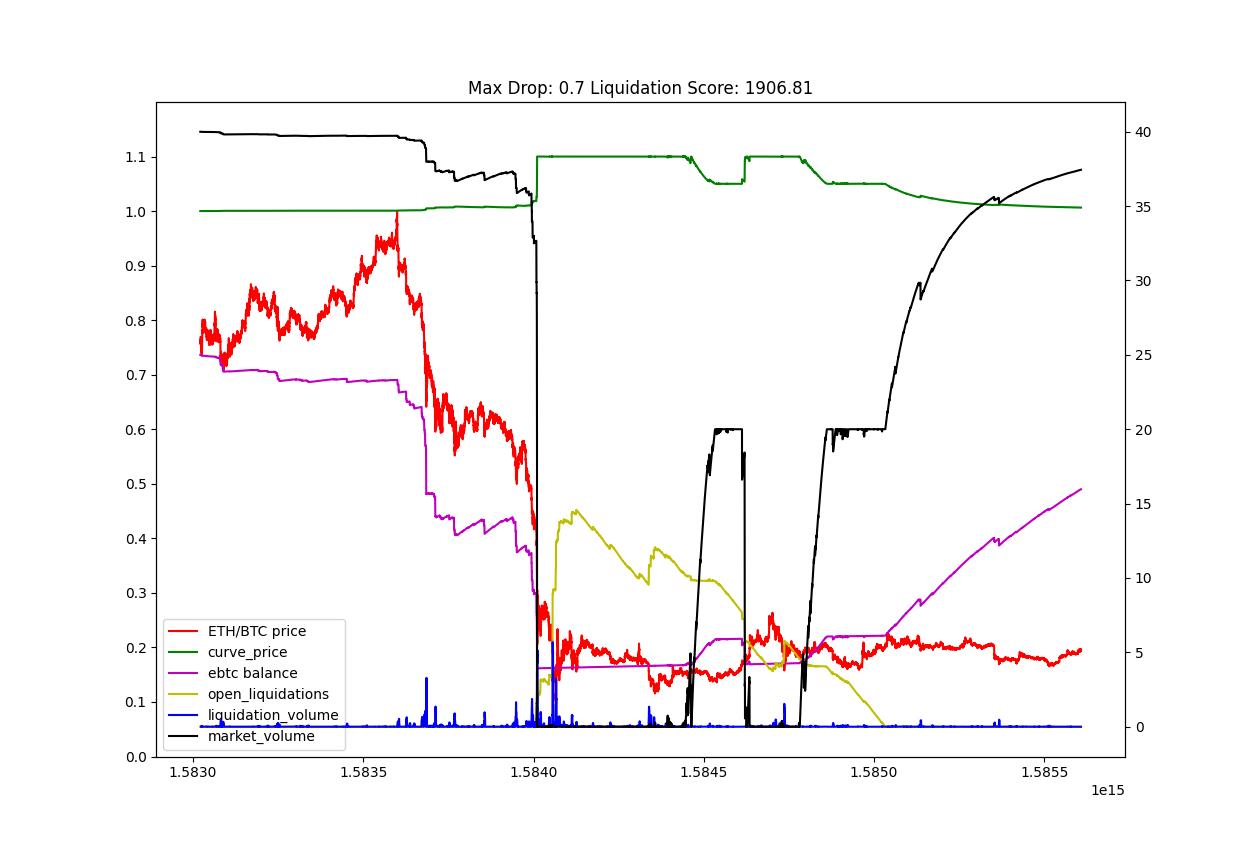 Max Drop: 0.7 Liquidation Score: 1906.81
1.1
1.0
0.9
0.8
0.7
0.6
0.5
0.4
0.3
0.2
0.1
0.0
40
35
30
25
20
15
10
5
0
ETH/BTC price
curve_price
ebtc balance
open_liquidations
liquidation_volume
market_volume
1.5830 1.5835 1.5840 1.5845 1.5850 1.5855
1e15